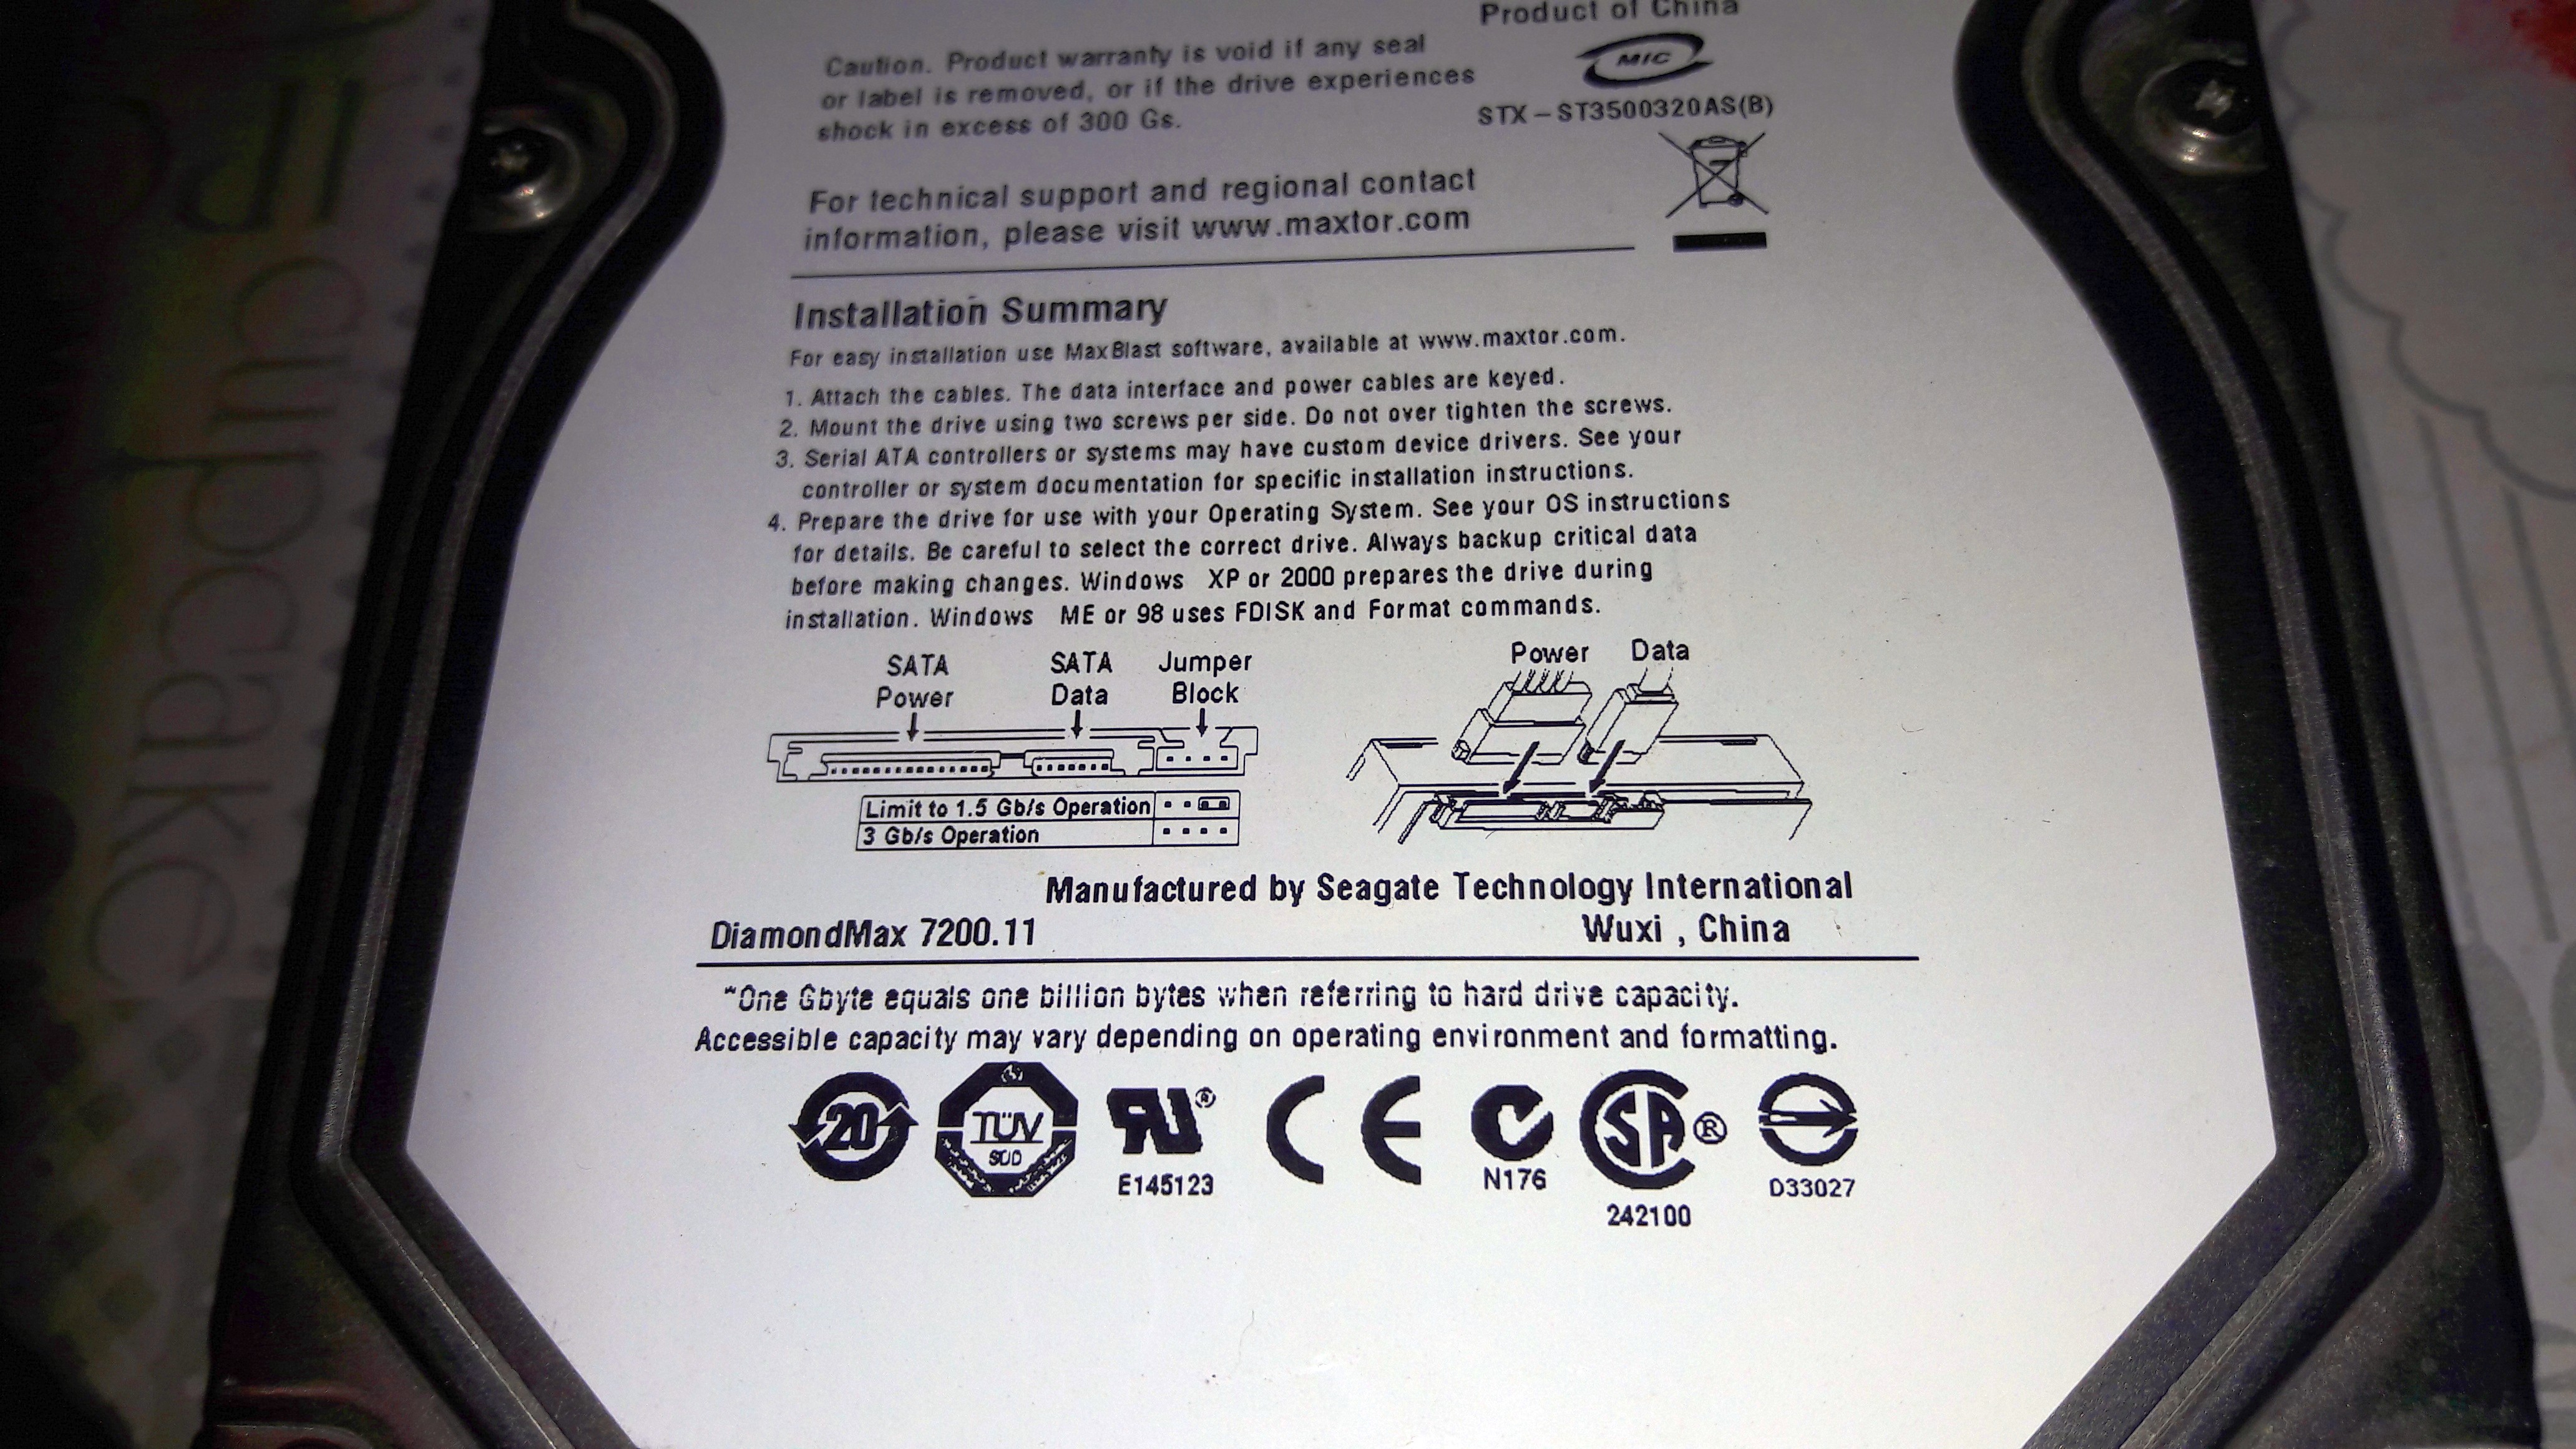 Product of China
Caution. Product warranty is void if any seal
or label is removed, or if the drive experiences
shock in excess of 300 Gs.
MIC
STX – ST3500320AS(B)
For technical support and regional contact
information, please visit www.maxtor.com
Installation Summary
For easy installation use MaxBlast software, available at www.maxtor.com.
1. Attach the cables. The data interface and power cables are keyed.
2. Mount the drive using two screws per side. Do not over tighten the screws.
3. Serial ATA controllers or systems may have custom device drivers. See your
controller or system documentation for specific installation instructions.
4. Prepare the drive for use with your Operating System. See your OS instructions
for details. Be careful to select the correct drive. Always backup critical data
before making changes. Windows XP or 2000 prepares the drive during
installation. Windows ME or 98 uses FDISK and Format commands.
SATA Power
SATA Data
Jumper Block
Power Data
Limit to 1.5 Gb/s Operation
3 Gb/s Operation
Manufactured by Seagate Technology International
DiamondMax 7200.11
Wuxi , China
"One Gbyte equals one billion bytes when referring to hard drive capacity.
Accessible capacity may vary depending on operating environment and formatting.
20
TÜV
SÜD
RU®
E145123
CE
N176
SA®
242100
D33027
cupcake